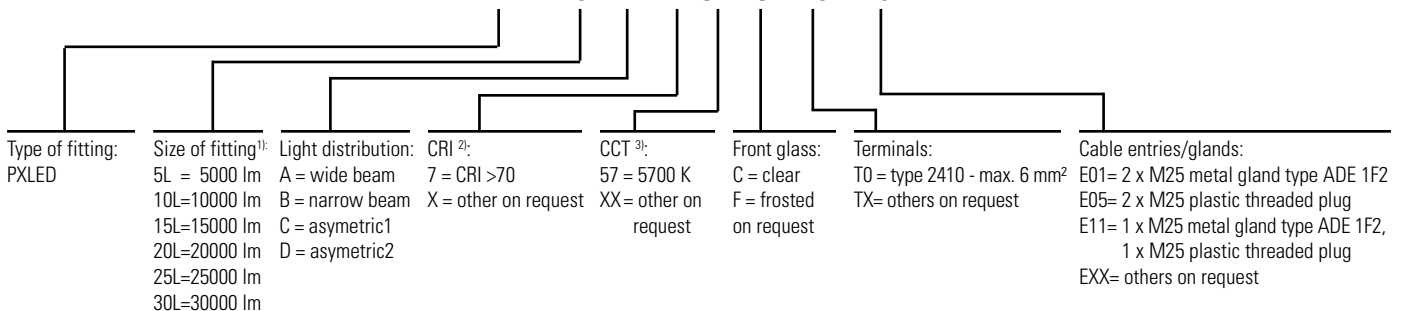 Type of fitting:
PXLED
Size of fitting1):
5L = 5000 lm
10L=10000 lm
15L=15000 lm
20L=20000 lm
25L=25000 lm
30L=30000 lm
Light distribution:
A = wide beam
B = narrow beam
C = asymetric1
D = asymetric2
CRI 2):
7 = CRI >70
X = other on request
CCT 3):
57 = 5700 K
XX = other on
request
Front glass:
C = clear
F = frosted
on request
Terminals:
T0 = type 2410 - max. 6 mm²
TX= others on request
Cable entries/glands:
E01= 2 x M25 metal gland type ADE 1F2
E05= 2 x M25 plastic threaded plug
E11= 1 x M25 metal gland type ADE 1F2,
1 x M25 plastic threaded plug
EXX= others on request